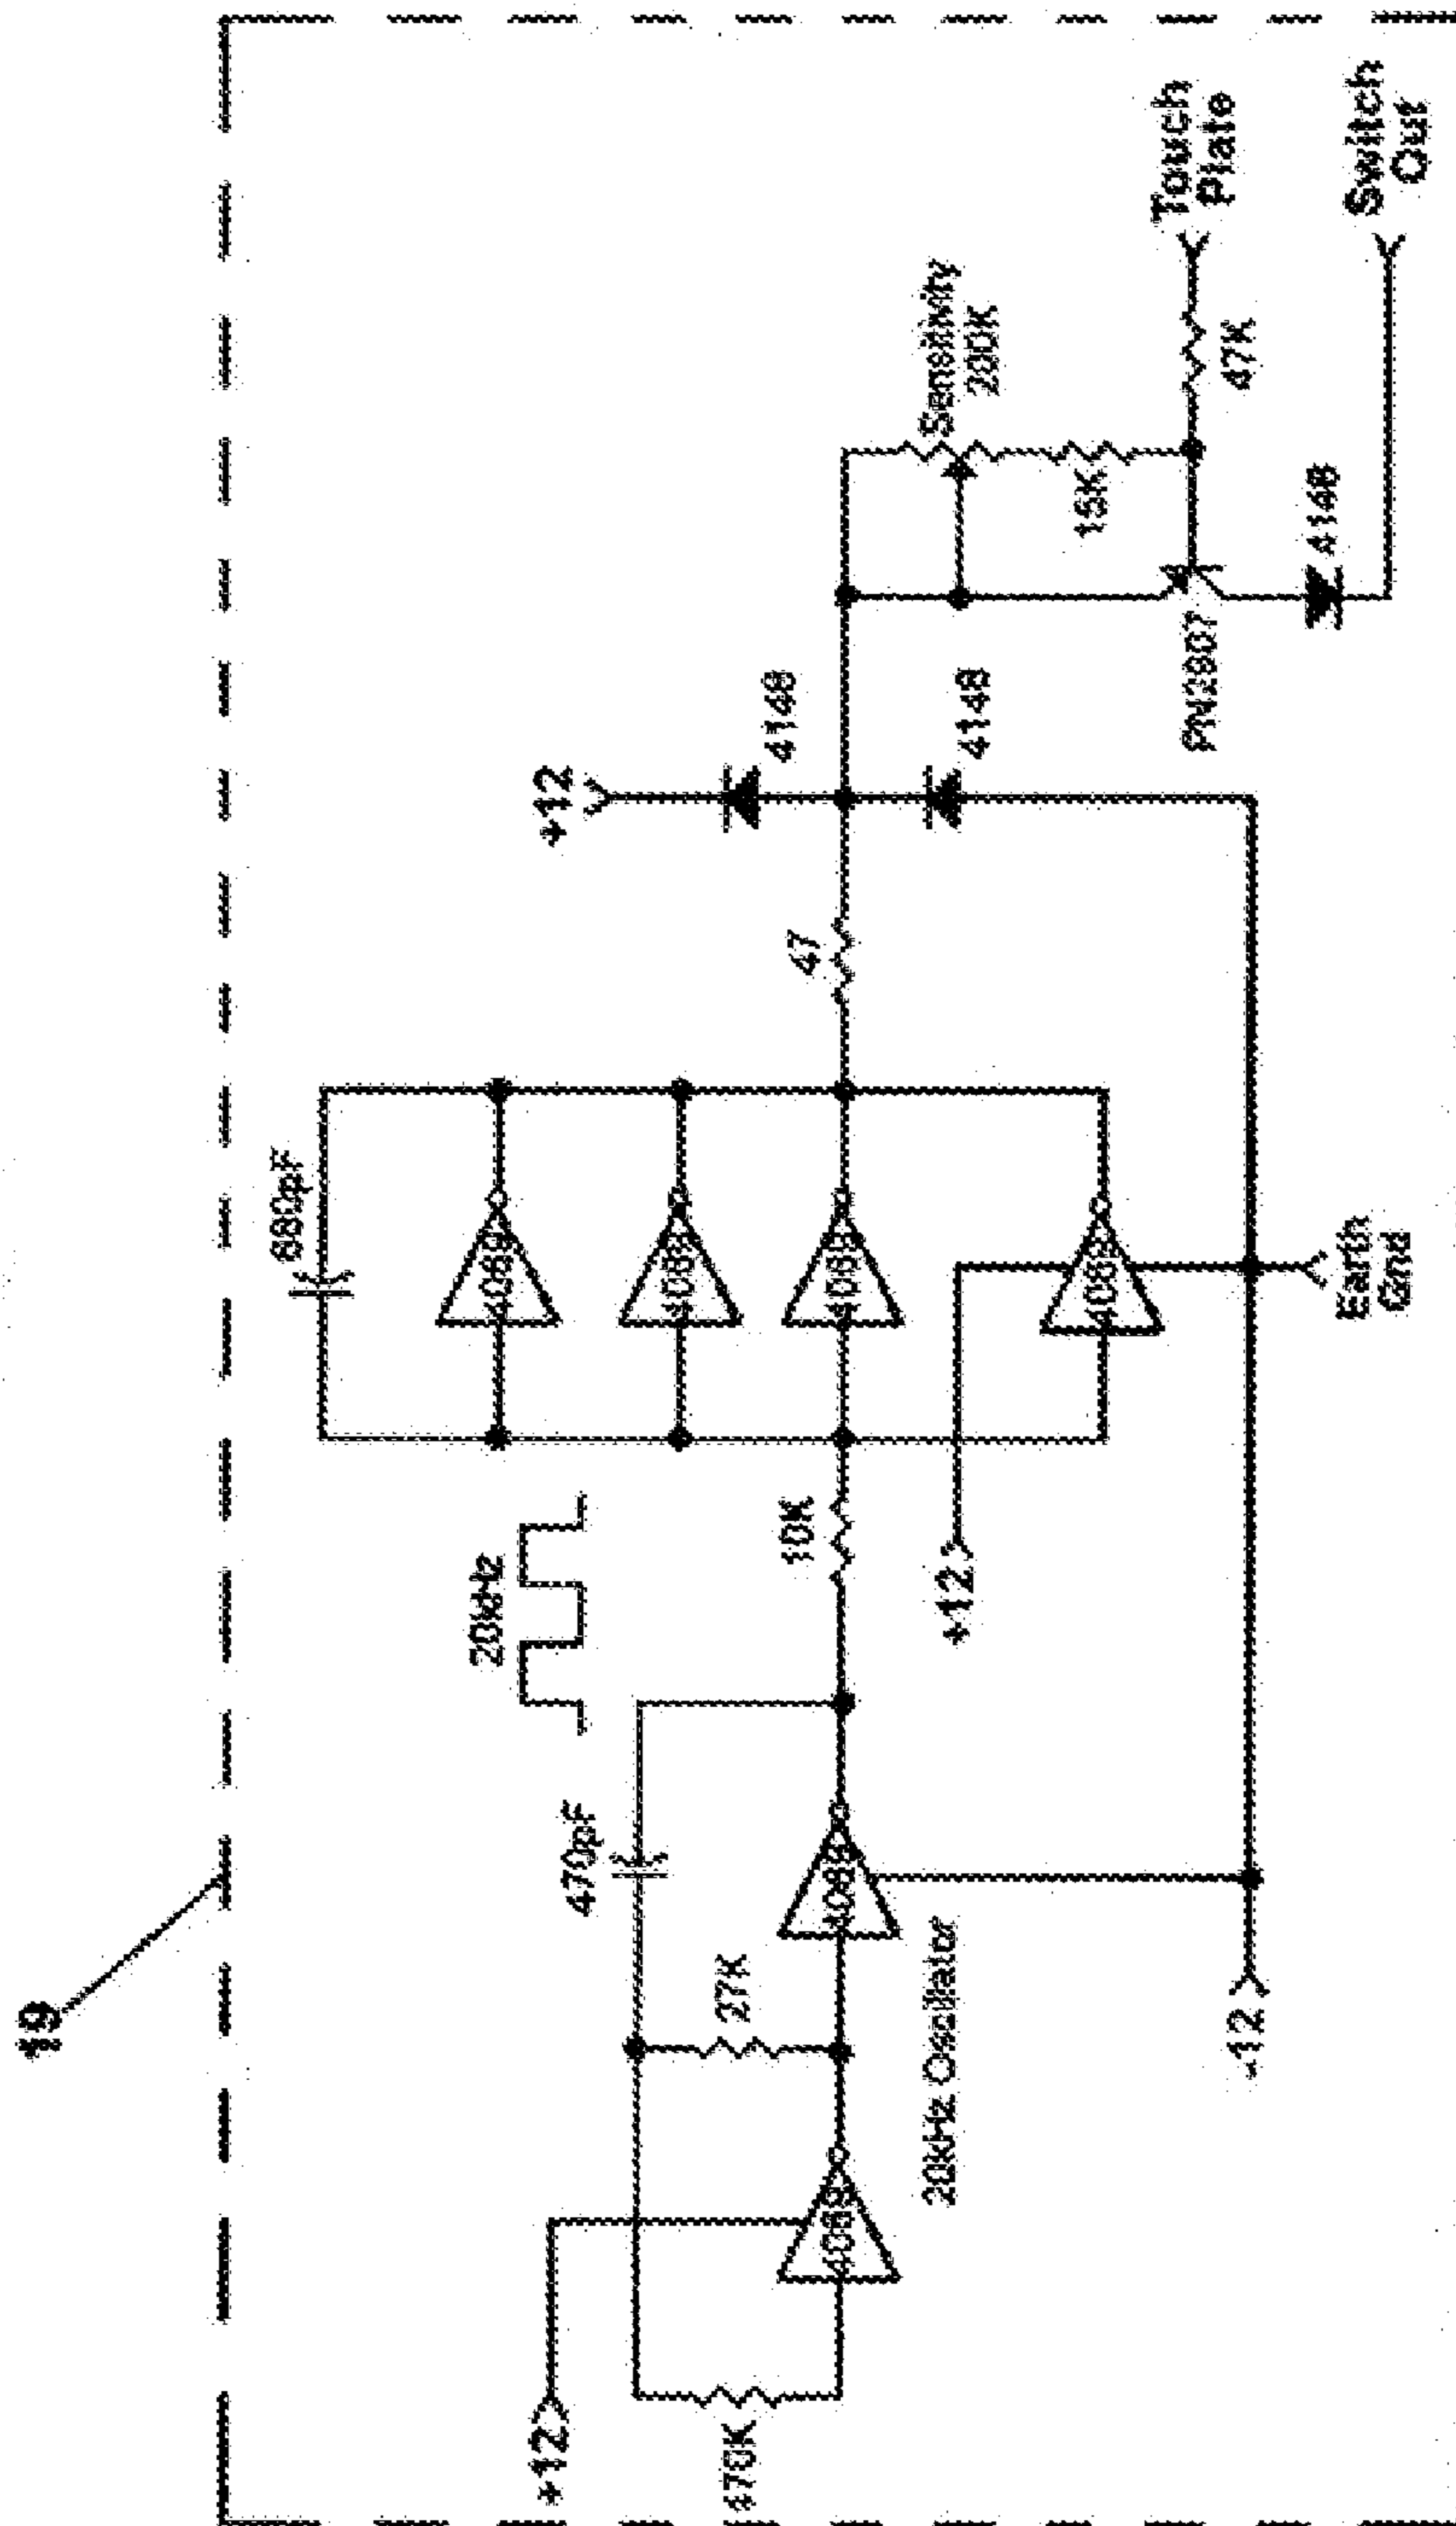 19
+12
470K
27K
470pF
4069
4069
20kHz Oscillator
20kHz
-12
10K
+12
680pF
4069
4069
4069
4069
Earth
Gnd
47
+12
4148
4148
Sensitivity
200K
15K
PN2907
47K
4148
Touch
Plate
Switch
Out